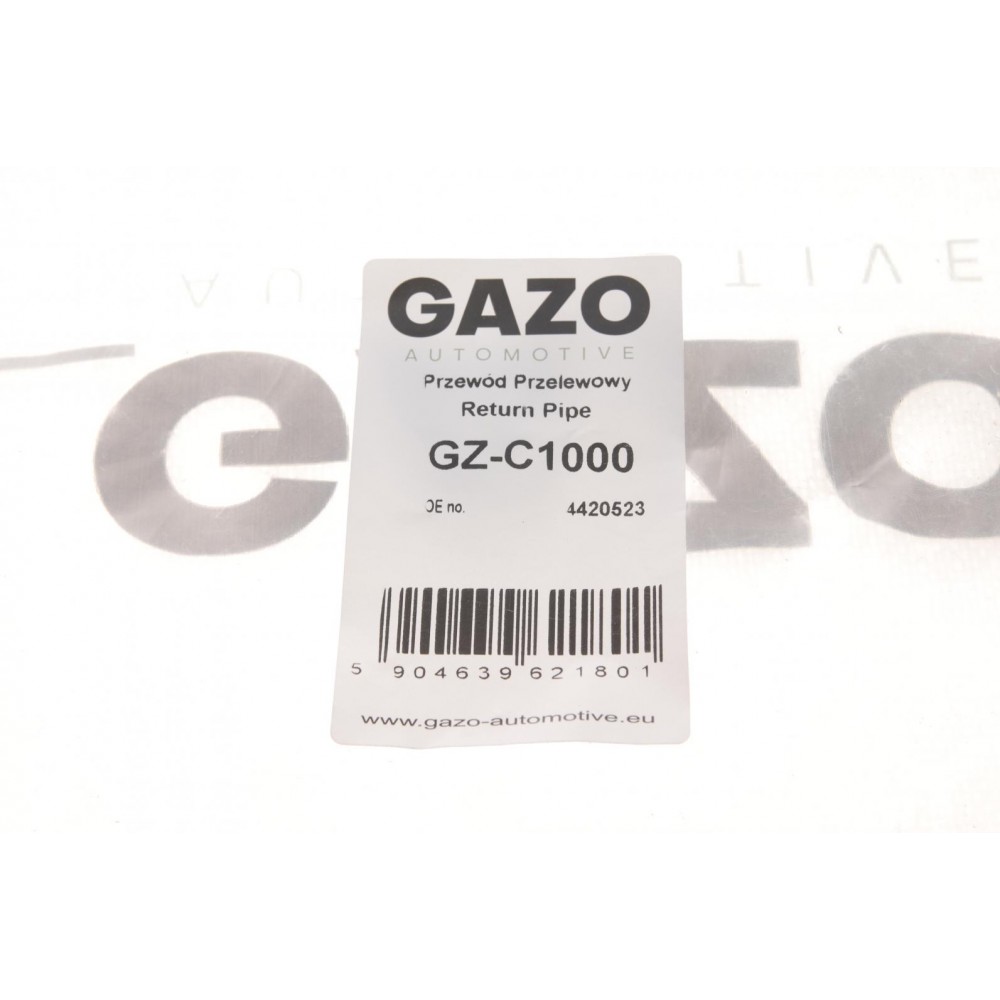 GAZO
AUTOMOTIVE
Przewód Przelewowy
Return Pipe
GZ-C1000
OE no. 4420523
5 904639 621801
www.gazo-automotive.eu